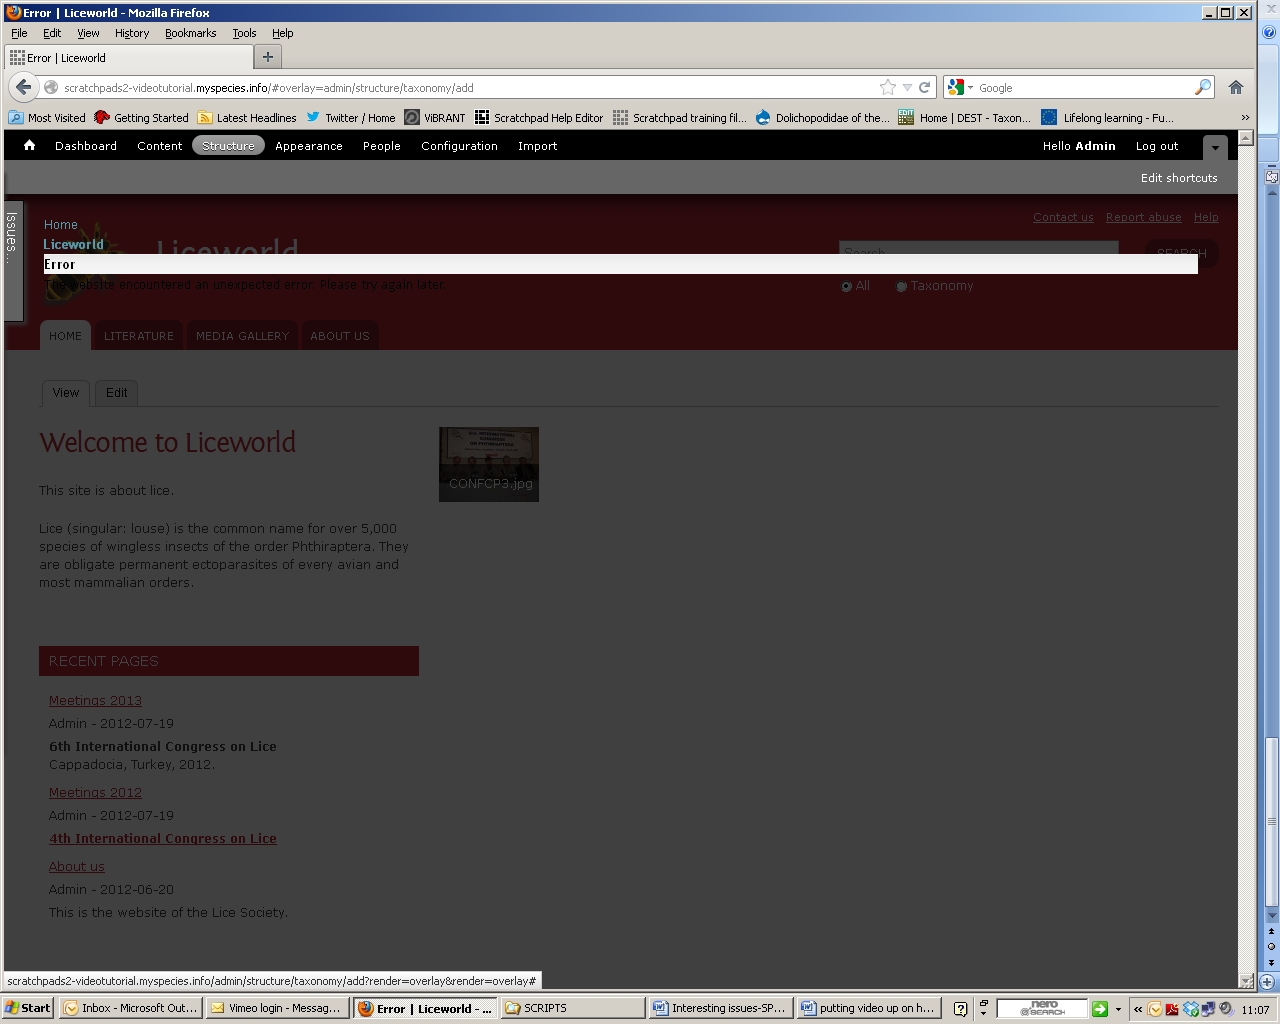 Error | Liceworld - Mozilla Firefox
File Edit View History Bookmarks Tools Help
Error | Liceworld
scratchpads2-videotutorial.myspecies.info/#overlay=admin/structure/taxonomy/add
Google
Most Visited Getting Started Latest Headlines Twitter / Home ViBRANT Scratchpad Help Editor Scratchpad training fil... Dolichopodidae of the... Home | DEST - Taxon... Lifelong learning - Fu...
Dashboard Content Structure Appearance People Configuration Import Hello Admin Log out
Edit shortcuts
Issues...
Contact us Report abuse Help
Home
Liceworld
Liceworld
Search
SEARCH
Error
The website encountered an unexpected error. Please try again later.
All Taxonomy
HOME LITERATURE MEDIA GALLERY ABOUT US
View Edit
Welcome to Liceworld
CONFCP3.jpg
This site is about lice.
Lice (singular: louse) is the common name for over 5,000
species of wingless insects of the order Phthiraptera. They
are obligate permanent ectoparasites of every avian and
most mammalian orders.
RECENT PAGES
Meetings 2013
Admin - 2012-07-19
6th International Congress on Lice
Cappadocia, Turkey, 2012.
Meetings 2012
Admin - 2012-07-19
4th International Congress on Lice
About us
Admin - 2012-06-20
This is the website of the Lice Society.
scratchpads2-videotutorial.myspecies.info/admin/structure/taxonomy/add?render=overlay&render=overlay#
Start Inbox - Microsoft Out... Vimeo login - Messag... Error | Liceworld - ... SCRIPTS Interesting issues-SP... putting video up on h... nero SEARCH 11:07